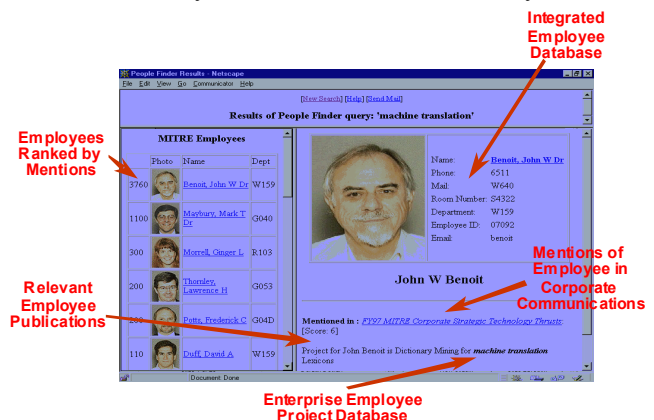 Integrated
Employee
Database
People Finder Results - Netscape
File Edit View Go Communicator Help
[New Search] [Help] [Send Mail]
Results of People Finder query: 'machine translation'
Employees
Ranked by
Mentions
MITRE Employees
Photo Name Dept
3760 Benoit, John W Dr W159
1100 Maybury, Mark T Dr G040
300 Morrell, Ginger L R103
200 Thornley, Lawrence H G053
Potts, Frederick C G04D
110 Duff, David A W159
Name: Benoit, John W Dr
Phone: 6511
Mail: W640
Room Number: S4322
Department: W159
Employee ID: 07092
Email: benoit
John W Benoit
Mentions of
Employee in
Corporate
Communications
Relevant
Employee
Publications
Mentioned in : FY97 MITRE Corporate Strategic Technology Thrusts
[Score: 6]
Project for John Benoit is Dictionary Mining for machine translation
Lexicons
Document: Done
Enterprise Employee
Project Database